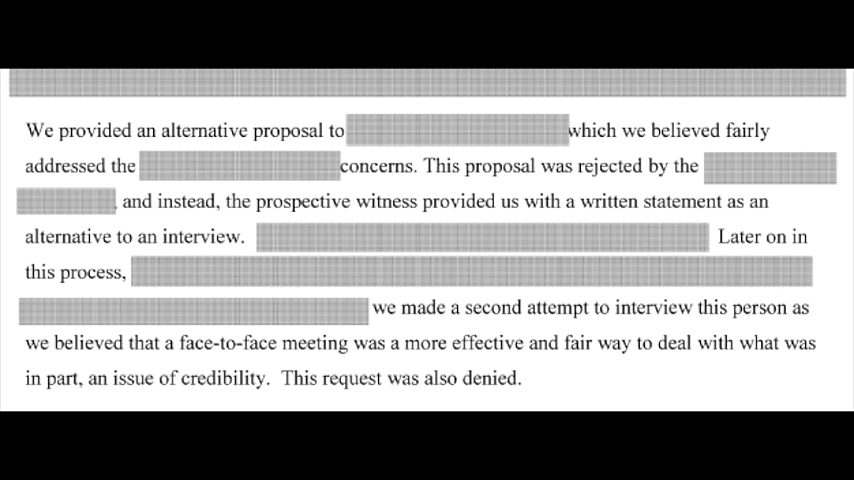 We provided an alternative proposal to which we believed fairly
addressed the concerns. This proposal was rejected by the
, and instead, the prospective witness provided us with a written statement as an
alternative to an interview. Later on in
this process,
we made a second attempt to interview this person as
we believed that a face-to-face meeting was a more effective and fair way to deal with what was
in part, an issue of credibility. This request was also denied.